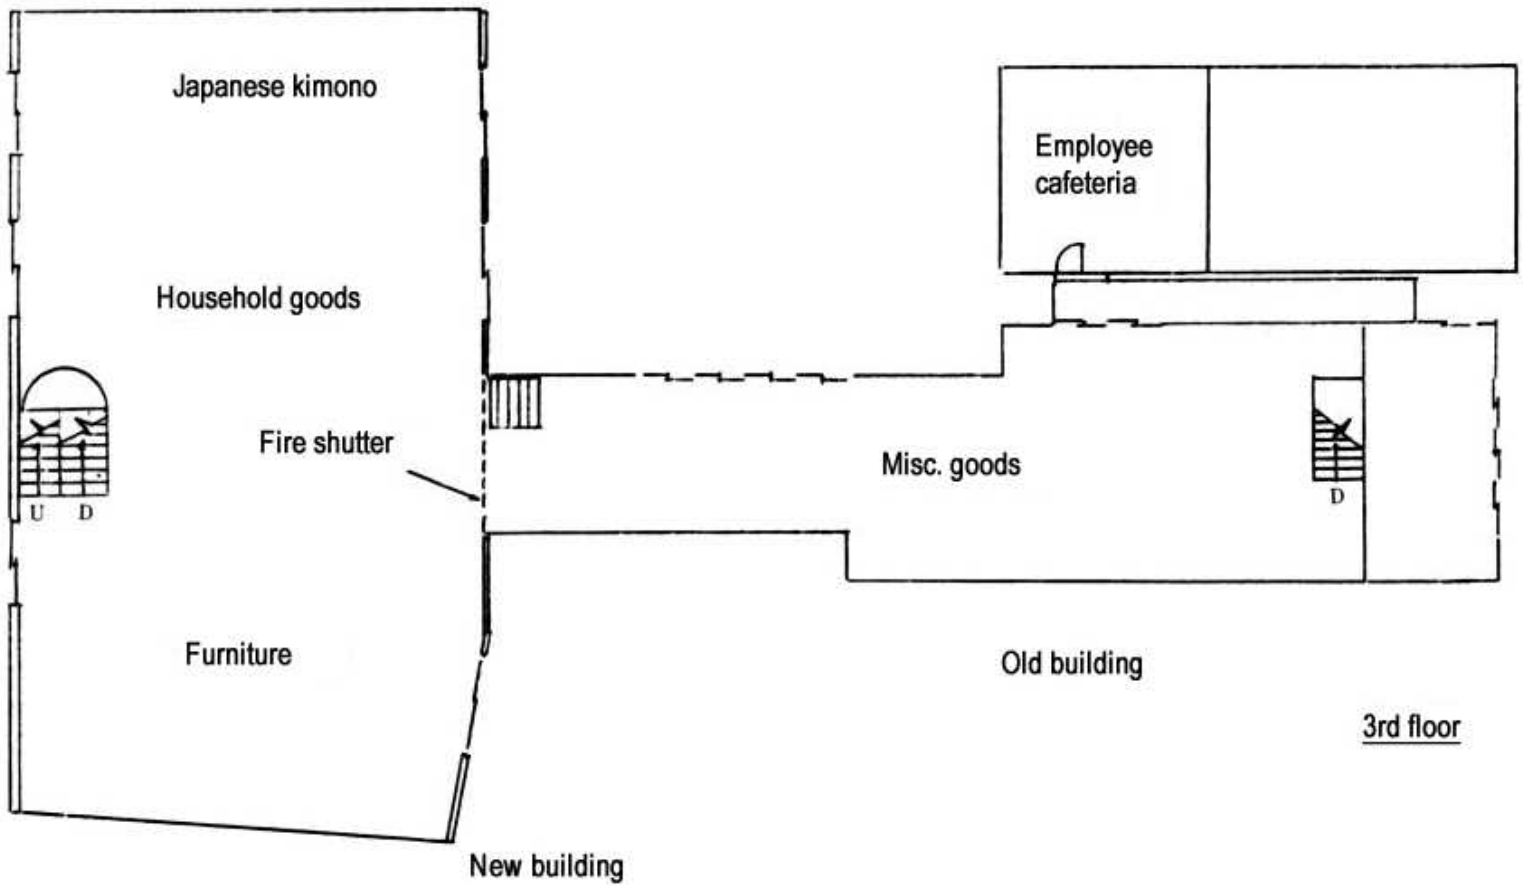 Japanese kimono
Employee
cafeteria
Household goods
Fire shutter
Misc. goods
U D
D
Furniture
Old building
3rd floor
New building